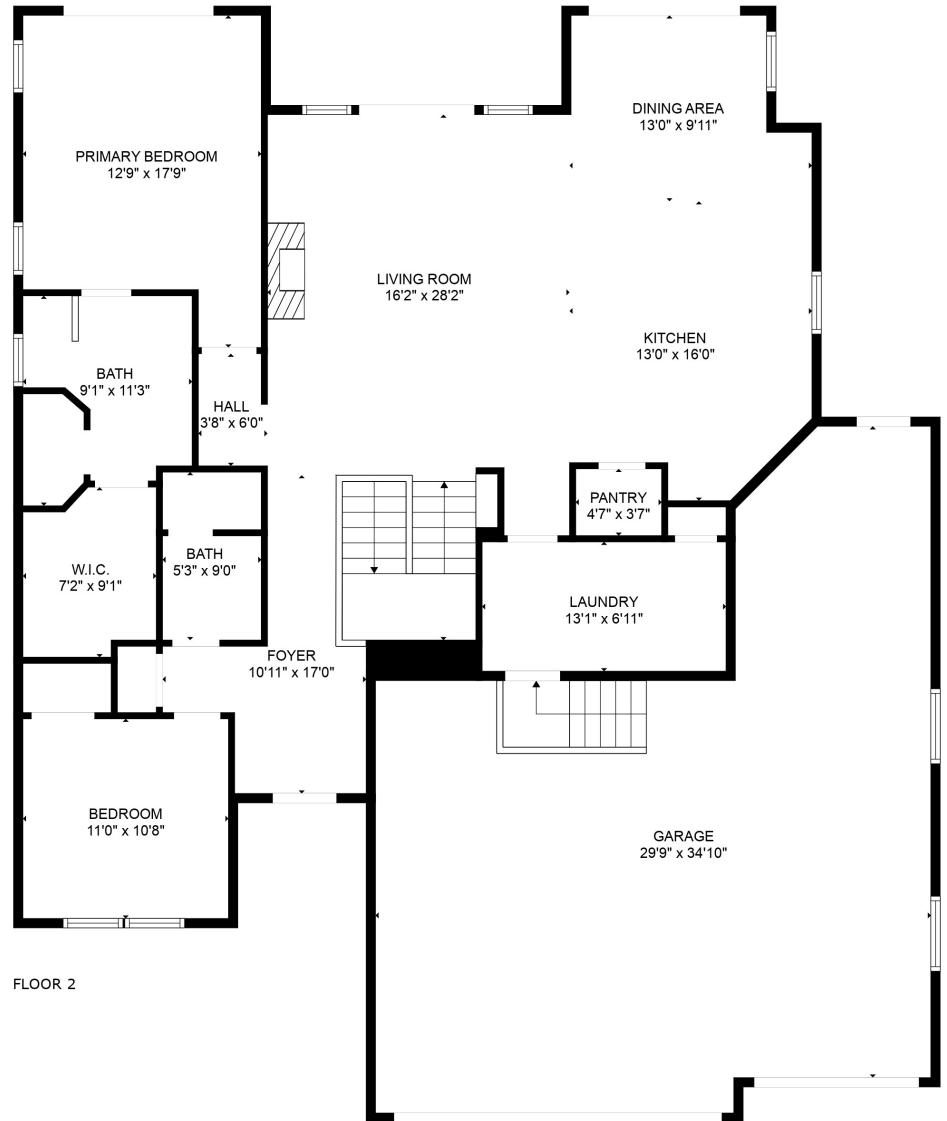 DINING AREA
13'0" x 9'11"
PRIMARY BEDROOM
12'9" x 17'9"
LIVING ROOM
16'2" x 28'2"
KITCHEN
13'0" x 16'0"
BATH
9'1" x 11'3"
HALL
3'8" x 6'0"
PANTRY
4'7" x 3'7"
BATH
5'3" x 9'0"
W.I.C.
7'2" x 9'1"
LAUNDRY
13'1" x 6'11"
FOYER
10'11" x 17'0"
BEDROOM
11'0" x 10'8"
GARAGE
29'9" x 34'10"
FLOOR 2